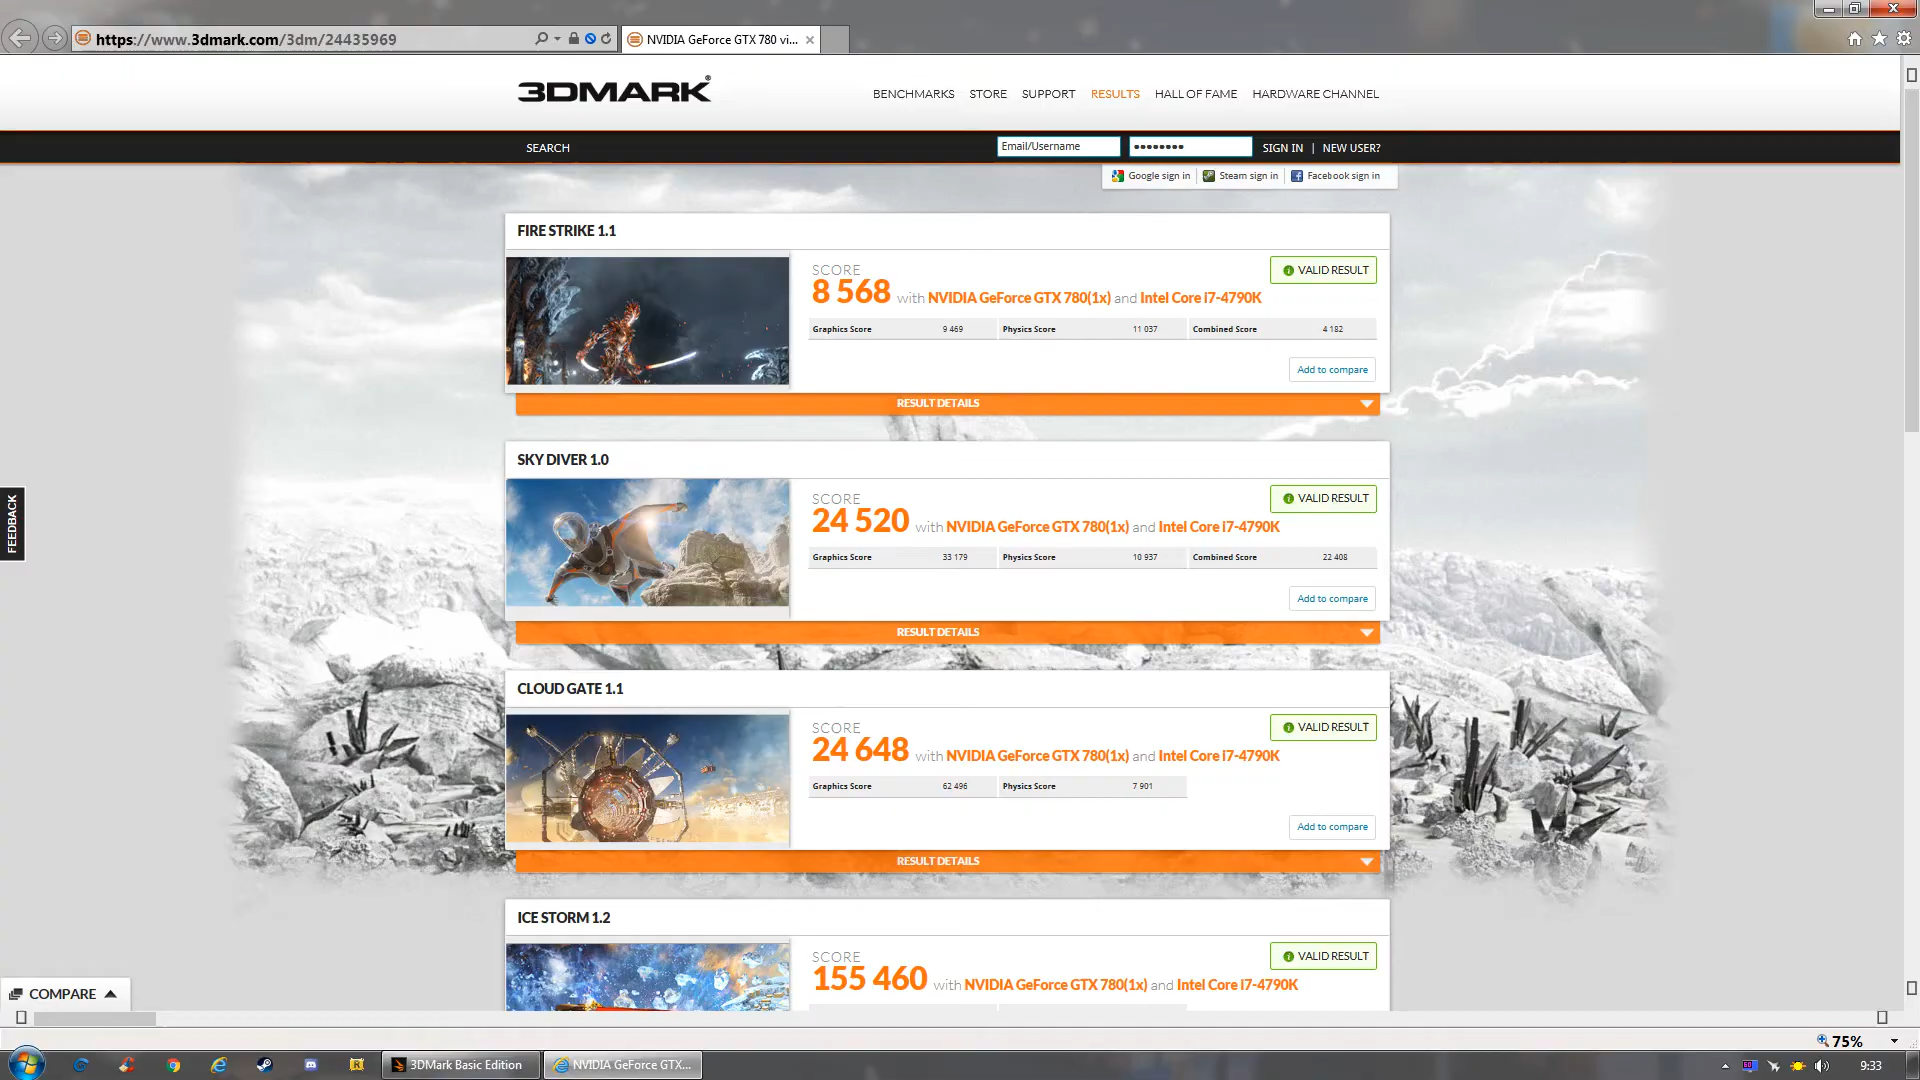 https://www.3dmark.com/3dm/24435969
NVIDIA GeForce GTX 780 vi...
3DMARK®
BENCHMARKS STORE SUPPORT RESULTS HALL OF FAME HARDWARE CHANNEL
SEARCH
Email/Username
••••••••
SIGN IN | NEW USER?
Google sign in Steam sign in Facebook sign in
FIRE STRIKE 1.1
SCORE
VALID RESULT
8 568 with NVIDIA GeForce GTX 780(1x) and Intel Core i7-4790K
Graphics Score 9 469 Physics Score 11 037 Combined Score 4 182
Add to compare
RESULT DETAILS
SKY DIVER 1.0
SCORE
VALID RESULT
24 520 with NVIDIA GeForce GTX 780(1x) and Intel Core i7-4790K
Graphics Score 33 179 Physics Score 10 937 Combined Score 22 408
Add to compare
RESULT DETAILS
FEEDBACK
CLOUD GATE 1.1
SCORE
VALID RESULT
24 648 with NVIDIA GeForce GTX 780(1x) and Intel Core i7-4790K
Graphics Score 62 496 Physics Score 7 901
Add to compare
RESULT DETAILS
ICE STORM 1.2
SCORE
VALID RESULT
155 460 with NVIDIA GeForce GTX 780(1x) and Intel Core i7-4790K
COMPARE
75%
3DMark Basic Edition
NVIDIA GeForce GTX...
60
9:33